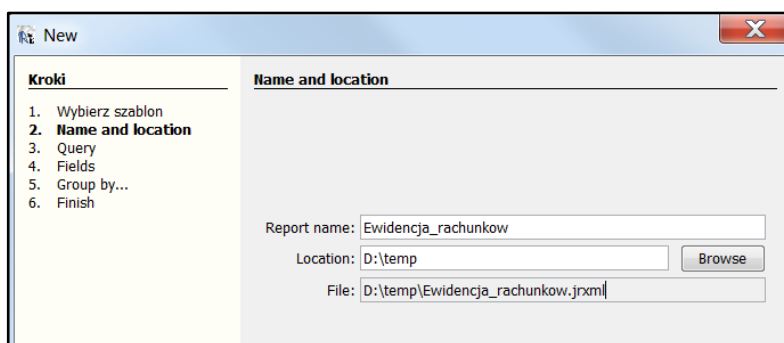 New
Kroki
1. Wybierz szablon
2. Name and location
3. Query
4. Fields
5. Group by...
6. Finish
Name and location
Report name: Ewidencja_rachunkow
Location: D:\temp Browse
File: D:\temp\Ewidencja_rachunkow.jrxml